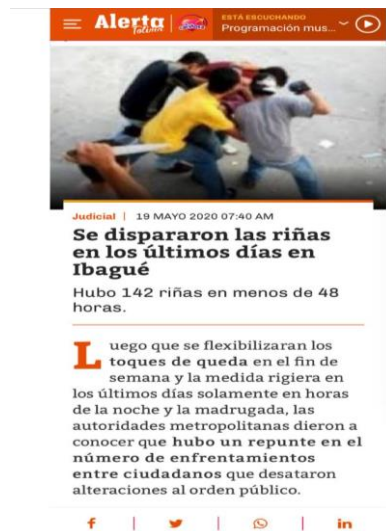 Alerta
Tolima
ESTÁ ESCUCHANDO
Programación mus...
Judicial | 19 MAYO 2020 07:40 AM
Se dispararon las riñas
en los últimos días en
Ibagué
Hubo 142 riñas en menos de 48
horas.
Luego que se flexibilizaran los
toques de queda en el fin de
semana y la medida rigiera en
los últimos días solamente en horas
de la noche y la madrugada, las
autoridades metropolitanas dieron a
conocer que hubo un repunte en el
número de enfrentamientos
entre ciudadanos que desataron
alteraciones al orden público.
f
in